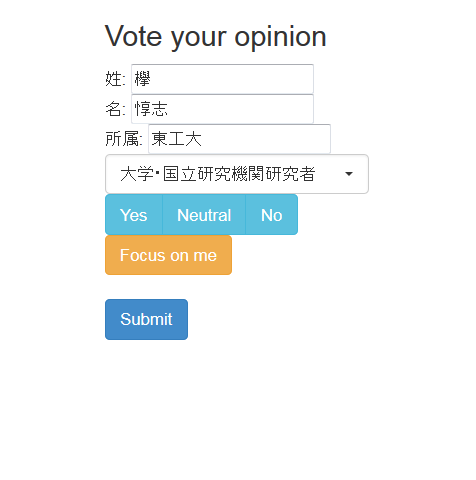 Vote your opinion
姓: 欅
名: 惇志
所属: 東工大
大学・国立研究機関研究者
Yes Neutral No
Focus on me
Submit